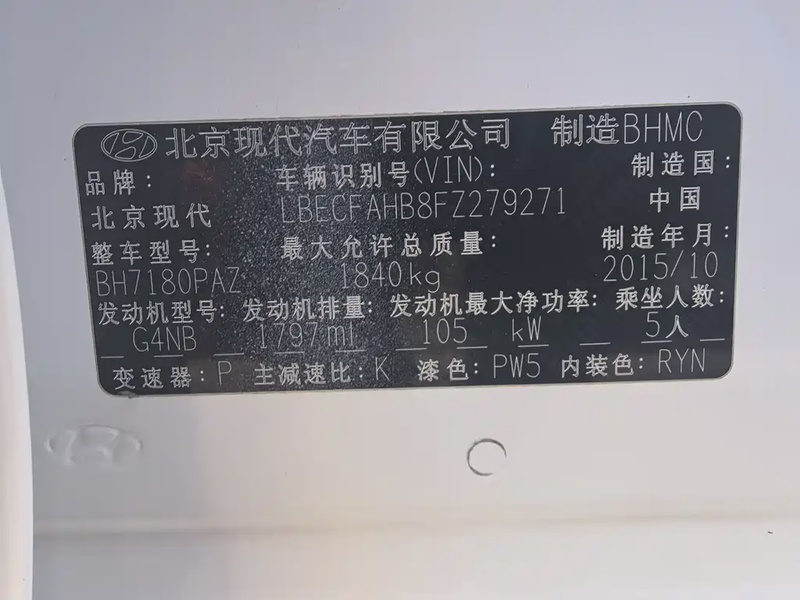 北京现代汽车有限公司 制造BHMC
品牌： 车辆识别号(VIN)： 制造国：
北京现代 LBECFAHB8FZ279271 中国
整车型号： 最大允许总质量： 制造年月：
BH7180PAZ 1840kg 2015/10
发动机型号： 发动机排量： 发动机最大净功率： 乘坐人数：
G4NB 1797ml 105 kW 5人
变速器：P 主减速比：K 漆色：PW5 内装色：RYN